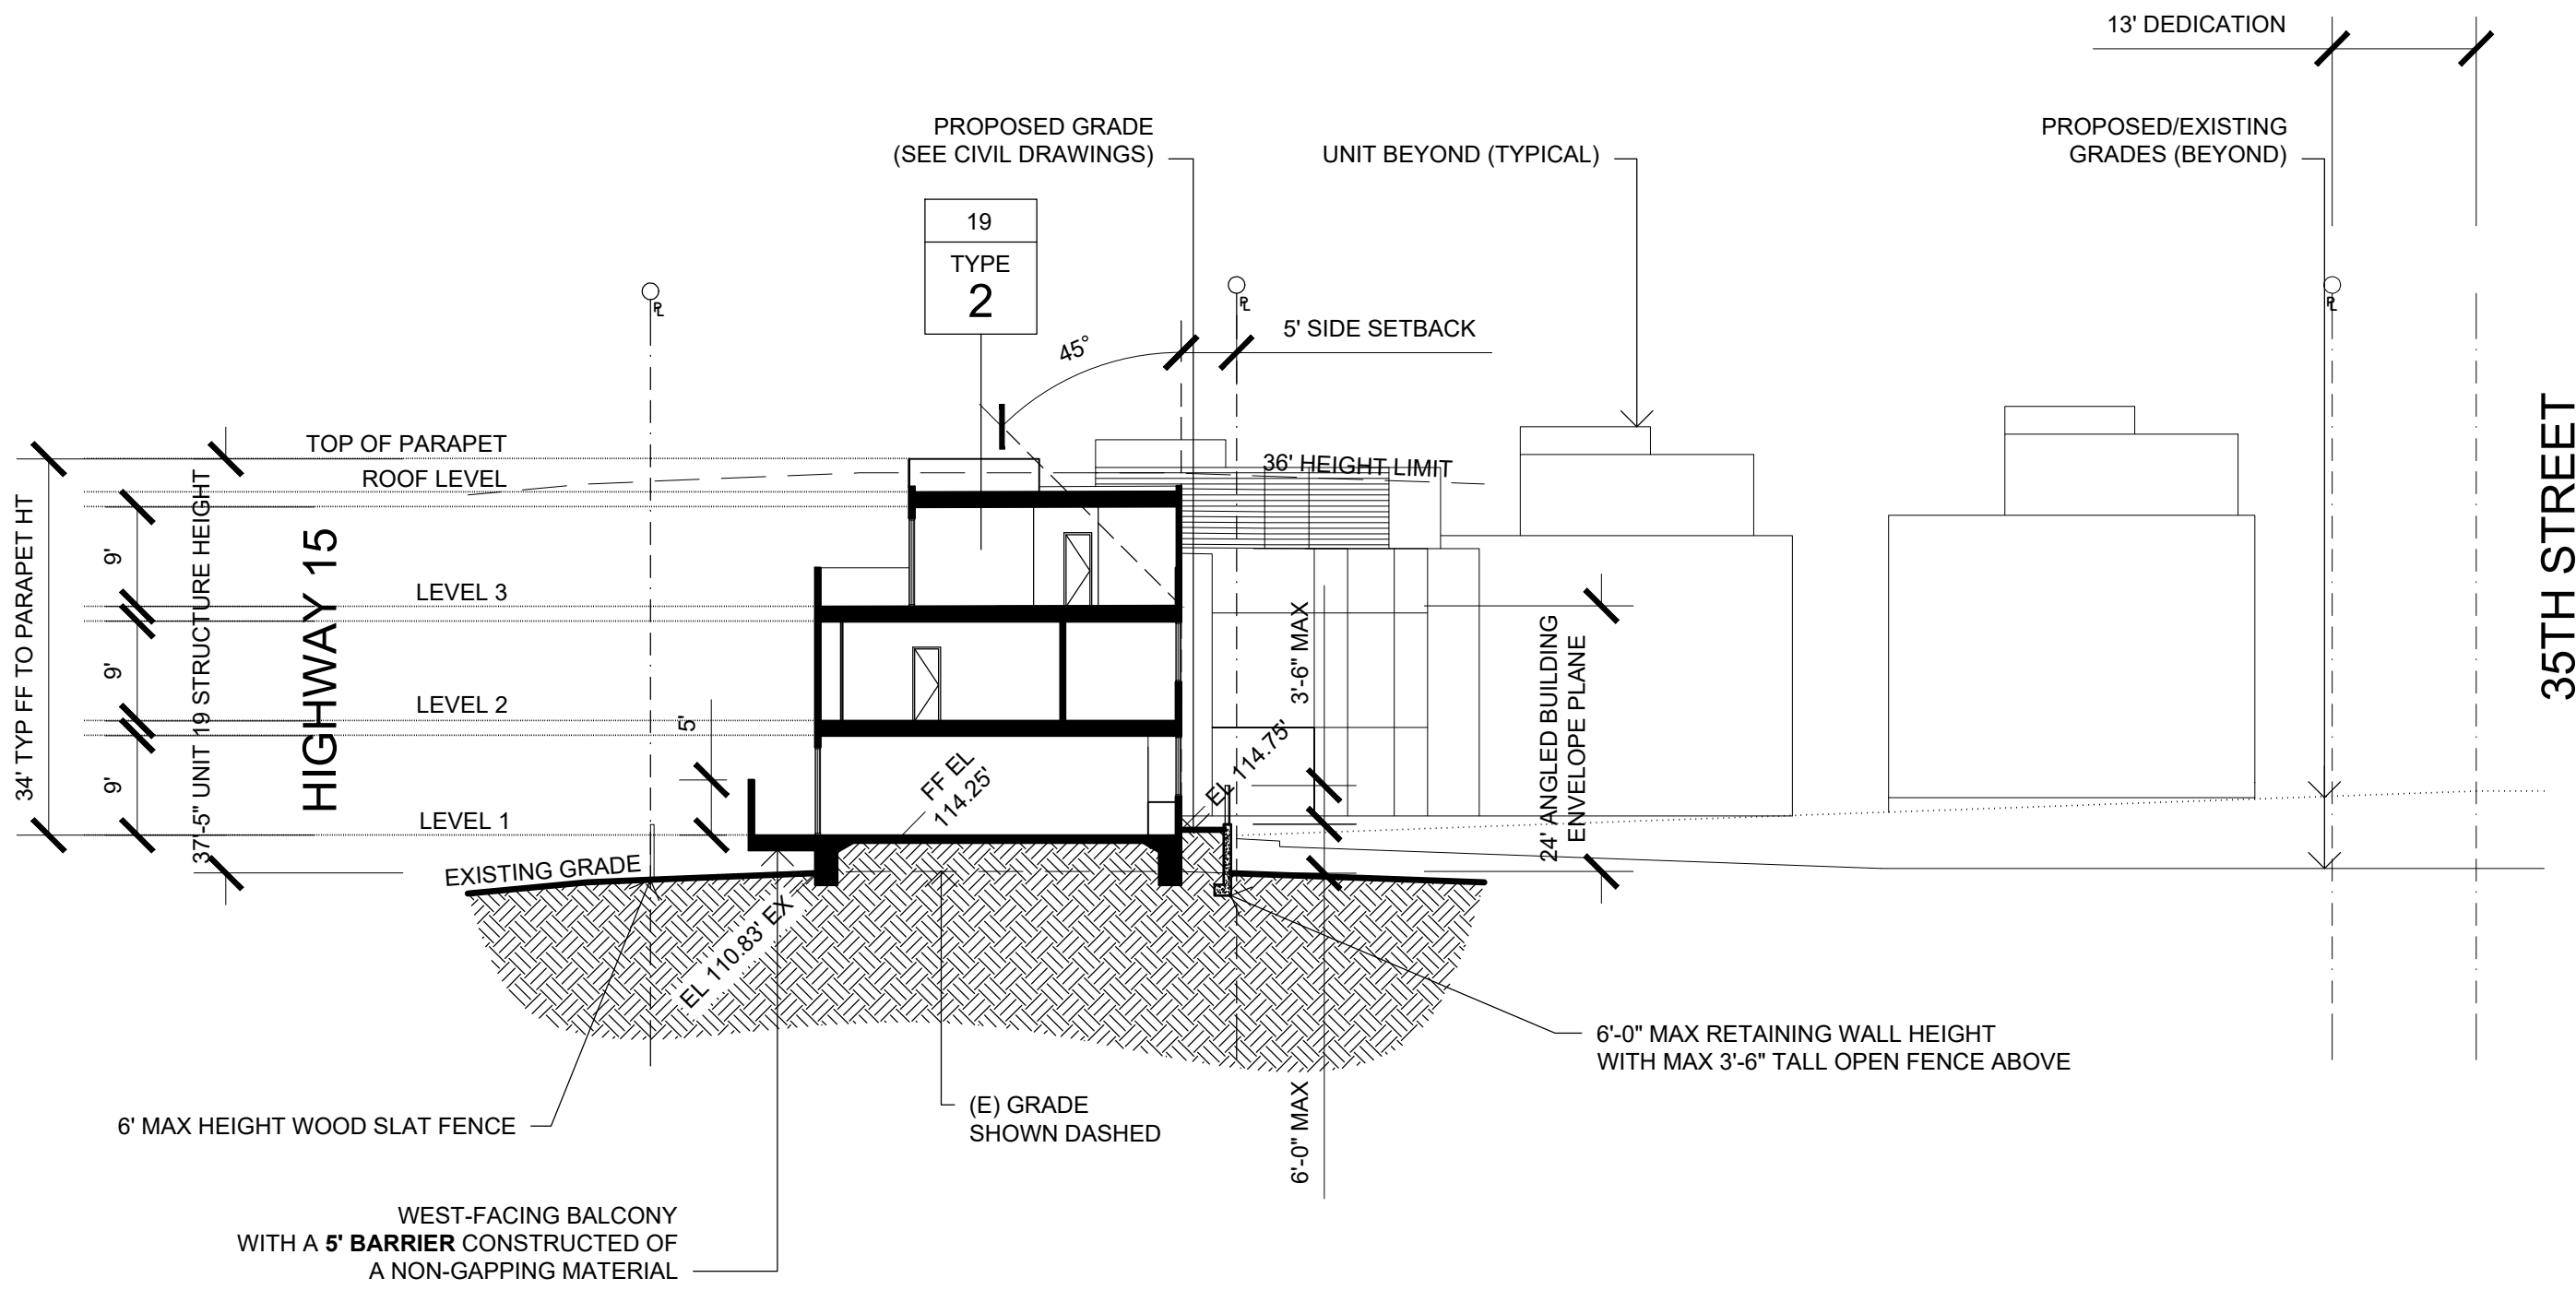 13' DEDICATION
PROPOSED GRADE
(SEE CIVIL DRAWINGS)
UNIT BEYOND (TYPICAL)
PROPOSED/EXISTING
GRADES (BEYOND)
19
TYPE
2
PL
PL
PL
5' SIDE SETBACK
45°
TOP OF PARAPET
36' HEIGHT LIMIT
ROOF LEVEL
34' TYP FF TO PARAPET HT
9'
9'
9'
37'-5" UNIT 19 STRUCTURE HEIGHT
HIGHWAY 15
LEVEL 3
LEVEL 2
LEVEL 1
5'
FF EL
114.25'
EL 114.75'
3'-6" MAX
24' ANGLED BUILDING
ENVELOPE PLANE
35TH STREET
EXISTING GRADE
EL 110.83' EX
6'-0" MAX RETAINING WALL HEIGHT
WITH MAX 3'-6" TALL OPEN FENCE ABOVE
6' MAX HEIGHT WOOD SLAT FENCE
(E) GRADE
SHOWN DASHED
6'-0" MAX
WEST-FACING BALCONY
WITH A 5' BARRIER CONSTRUCTED OF
A NON-GAPPING MATERIAL